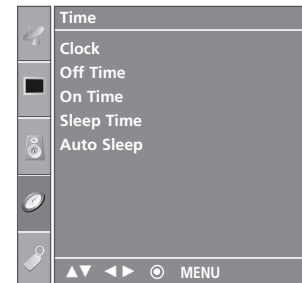 Time
Clock
Off Time
On Time
Sleep Time
Auto Sleep
▲▼ ◄► ◉ MENU